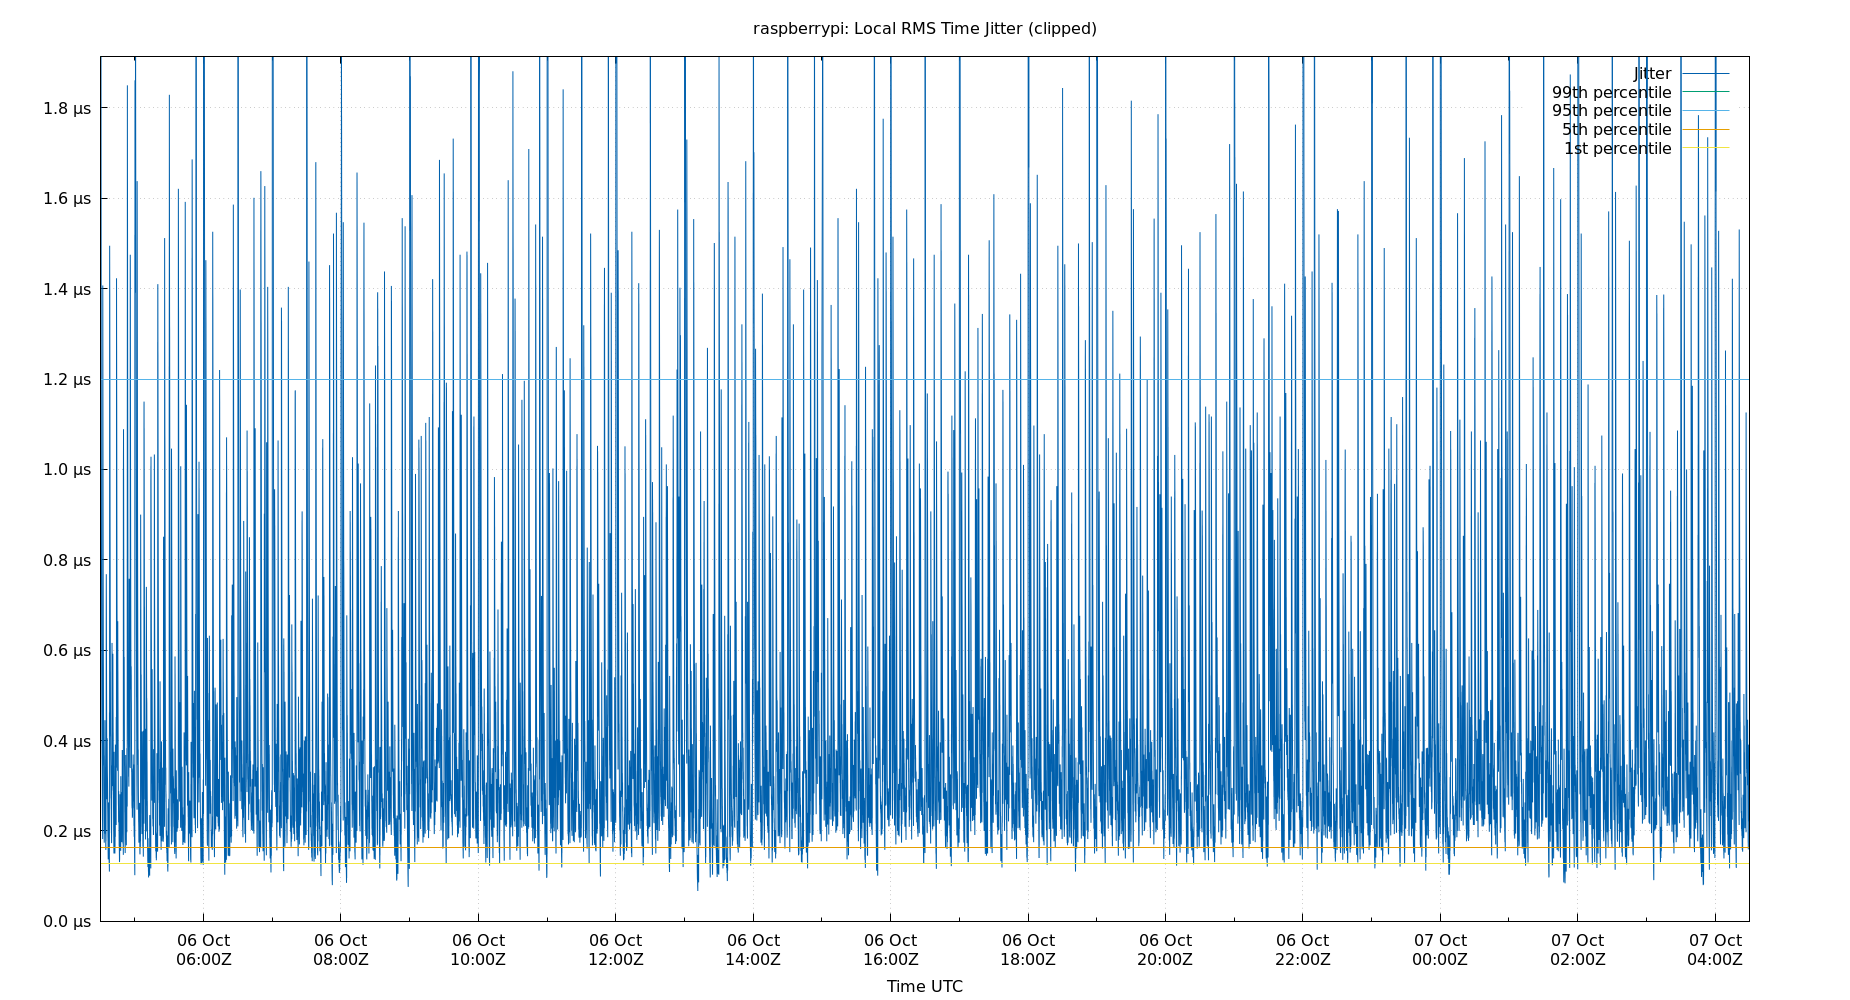 raspberrypi: Local RMS Time Jitter (clipped)
Jitter
99th percentile
95th percentile
5th percentile
1st percentile
1.8 µs
1.6 µs
1.4 µs
1.2 µs
1.0 µs
0.8 µs
0.6 µs
0.4 µs
0.2 µs
0.0 µs
06 Oct 06 Oct 06 Oct 06 Oct 06 Oct 06 Oct 06 Oct 06 Oct 06 Oct 07 Oct 07 Oct 07 Oct
06:00Z 08:00Z 10:00Z 12:00Z 14:00Z 16:00Z 18:00Z 20:00Z 22:00Z 00:00Z 02:00Z 04:00Z
Time UTC